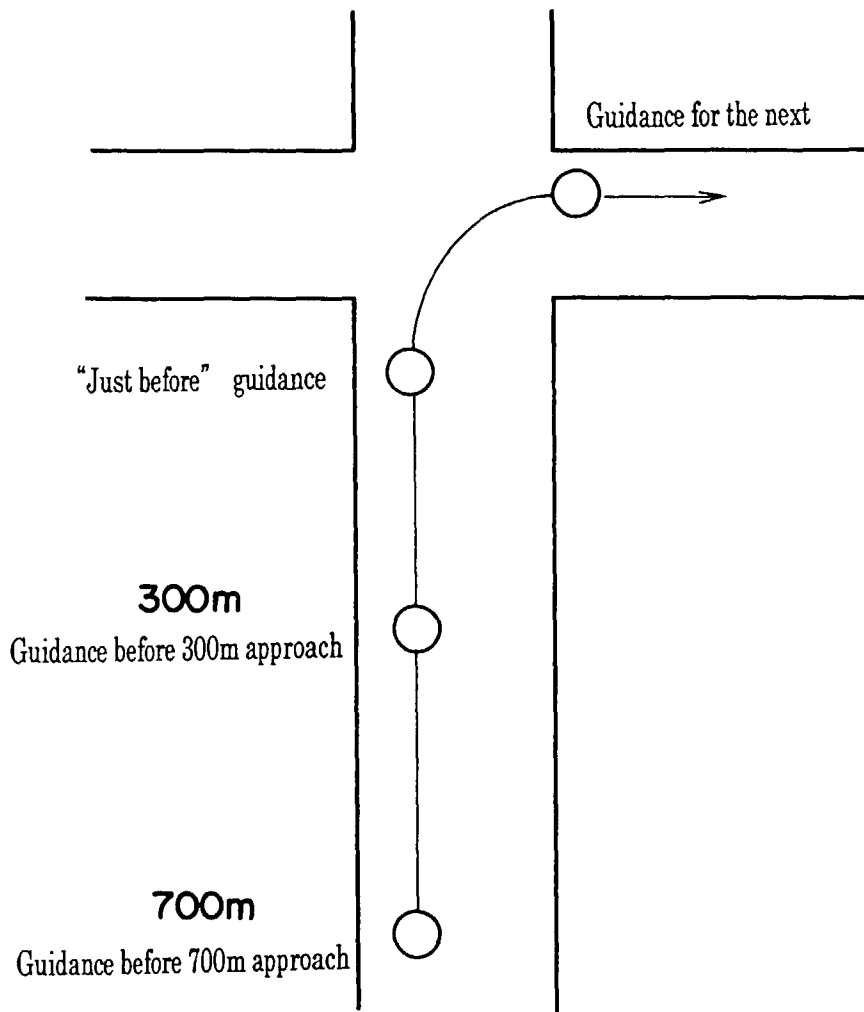 Guidance for the next
“Just before” guidance
300m
Guidance before 300m approach
700m
Guidance before 700m approach